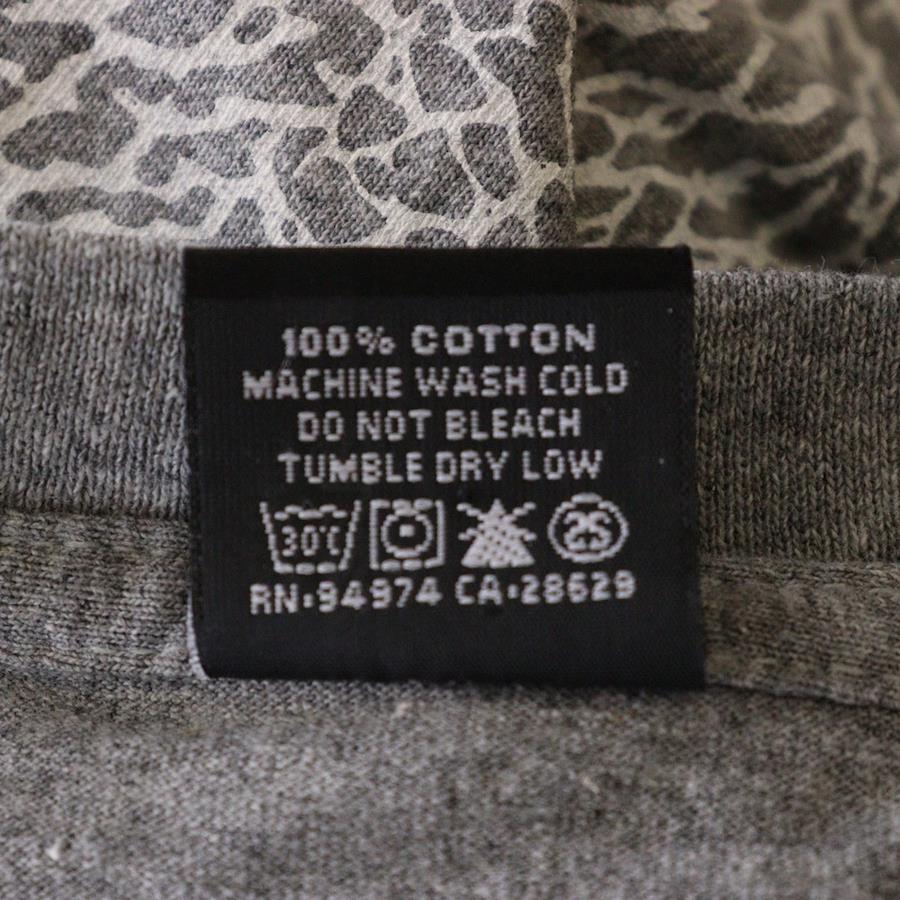 100% COTTON
MACHINE WASH COLD
DO NOT BLEACH
TUMBLE DRY LOW
30°C
RN·94974 CA·28629